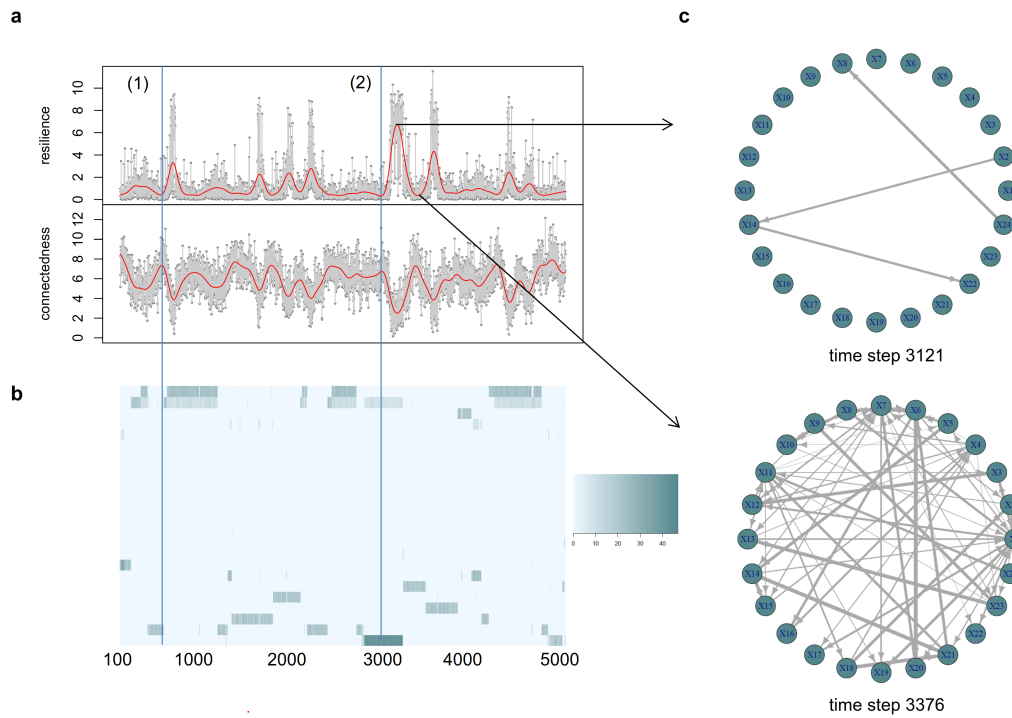 a
c
(1)
(2)
resilience
0 2 4 6 8 10
connectedness
0 2 4 6 8 10 12
X7
X8
X6
X9
X5
X10
X4
X11
X3
X12
X2
X13
X14
X24
X15
X23
X16
X22
X17
X21
X18
X20
X19
time step 3121
b
0 10 20 30 40
100 1000 2000 3000 4000 5000
X7
X8
X6
X9
X5
X10
X4
X11
X3
X12
X13
X14
X15
X23
X16
X22
X17
X21
X18
X20
X19
time step 3376